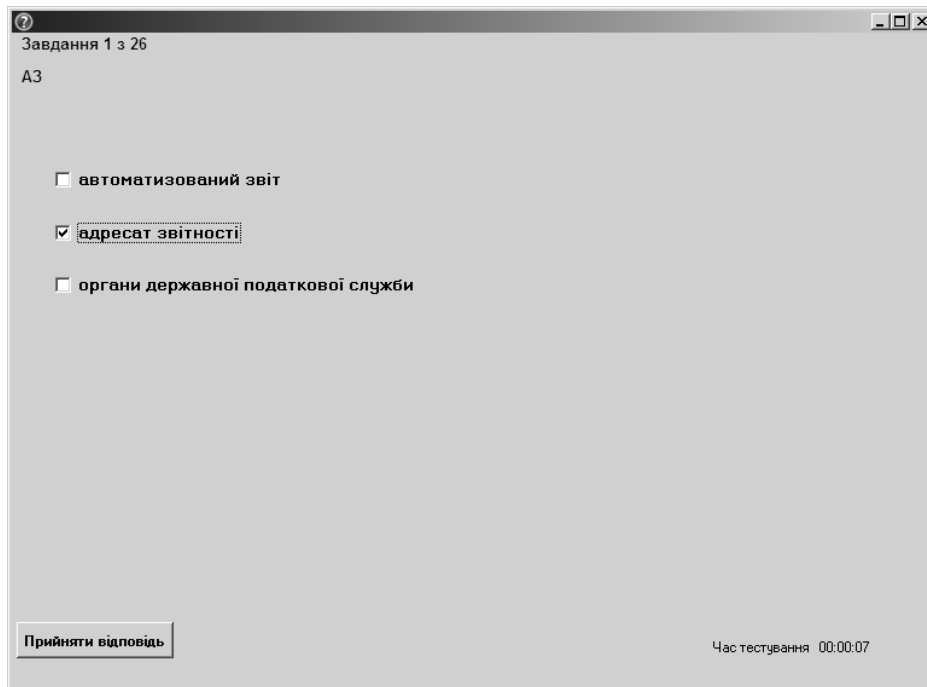 Завдання 1 з 26
АЗ
автоматизований звіт
адресат звітності
органи державної податкової служби
Прийняти відповідь
Час тестування 00:00:07